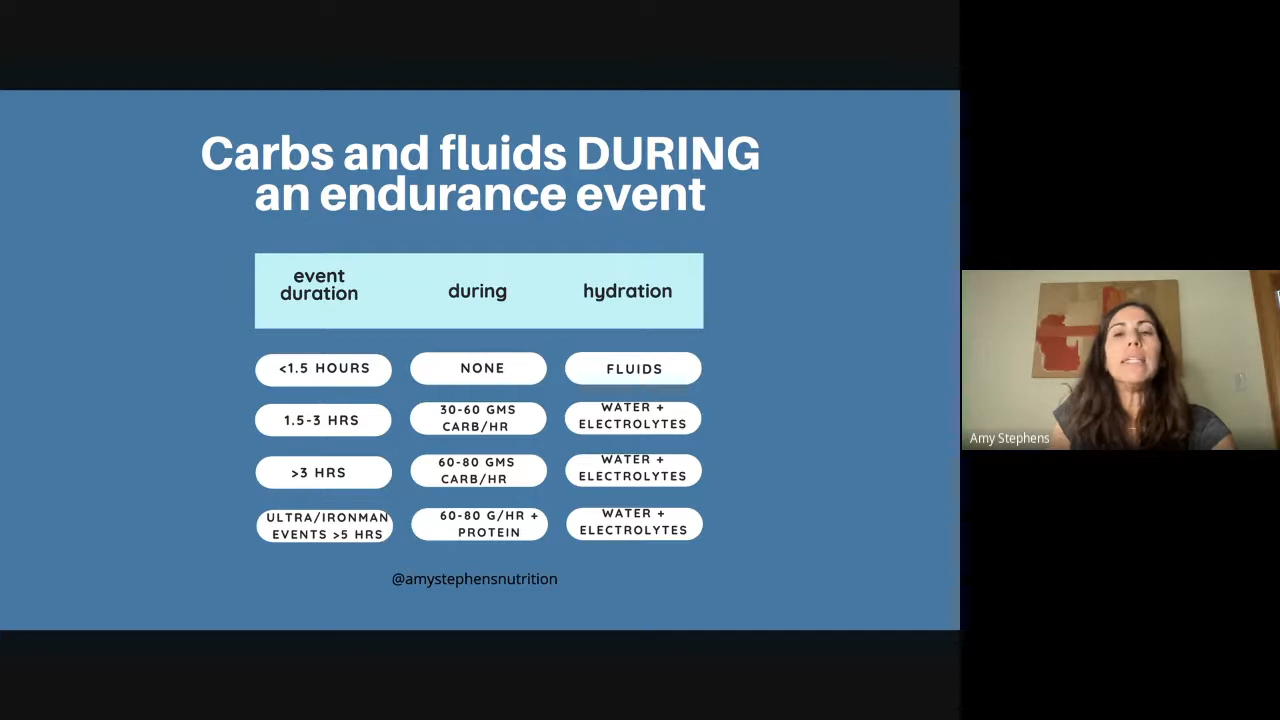 Carbs and fluids DURING
an endurance event
event
duration
during
hydration
<1.5 HOURS
NONE
FLUIDS
1.5-3 HRS
30-60 GMS
CARB/HR
WATER +
ELECTROLYTES
>3 HRS
60-80 GMS
CARB/HR
WATER +
ELECTROLYTES
ULTRA/IRONMAN
EVENTS >5 HRS
60-80 G/HR +
PROTEIN
WATER +
ELECTROLYTES
@amystephensnutrition
Amy Stephens